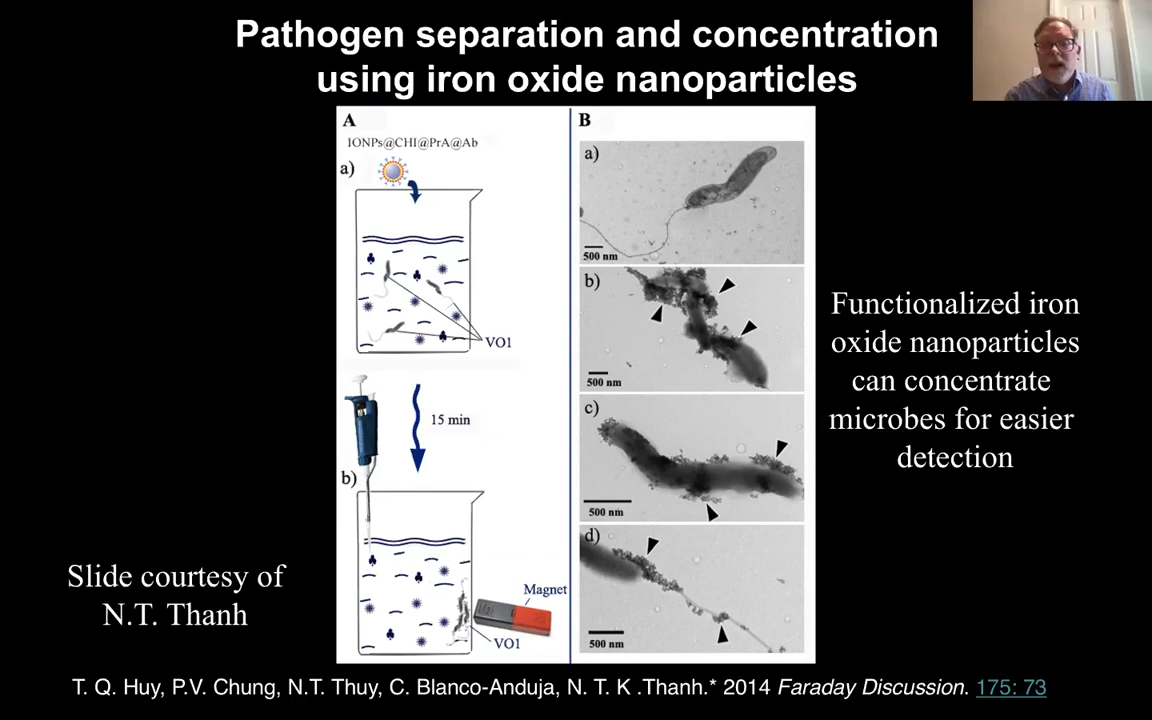 Pathogen separation and concentration
using iron oxide nanoparticles
A
IONPs@CHI@PrA@Ab
a)
VO1
15 min
b)
Magnet
VO1
B
a)
500 nm
b)
500 nm
c)
500 nm
d)
500 nm
Functionalized iron
oxide nanoparticles
can concentrate
microbes for easier
detection
Slide courtesy of
N.T. Thanh
T. Q. Huy, P.V. Chung, N.T. Thuy, C. Blanco-Anduja, N. T. K .Thanh.* 2014 Faraday Discussion. 175: 73